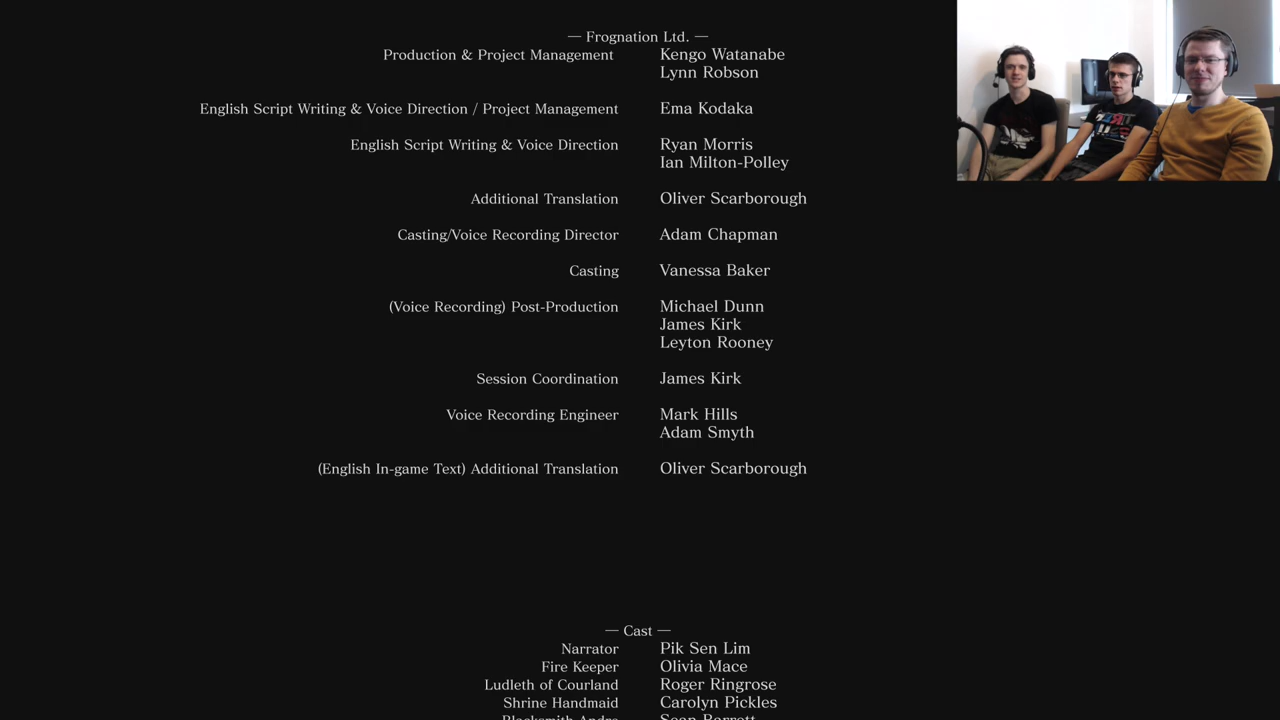 — Frognation Ltd. —
Production & Project Management Kengo Watanabe
Lynn Robson
English Script Writing & Voice Direction / Project Management Ema Kodaka
English Script Writing & Voice Direction Ryan Morris
Ian Milton-Polley
Additional Translation Oliver Scarborough
Casting/Voice Recording Director Adam Chapman
Casting Vanessa Baker
(Voice Recording) Post-Production Michael Dunn
James Kirk
Leyton Rooney
Session Coordination James Kirk
Voice Recording Engineer Mark Hills
Adam Smyth
(English In-game Text) Additional Translation Oliver Scarborough
— Cast —
Narrator Pik Sen Lim
Fire Keeper Olivia Mace
Ludleth of Courland Roger Ringrose
Shrine Handmaid Carolyn Pickles
Blacksmith Andre Sean Barrett